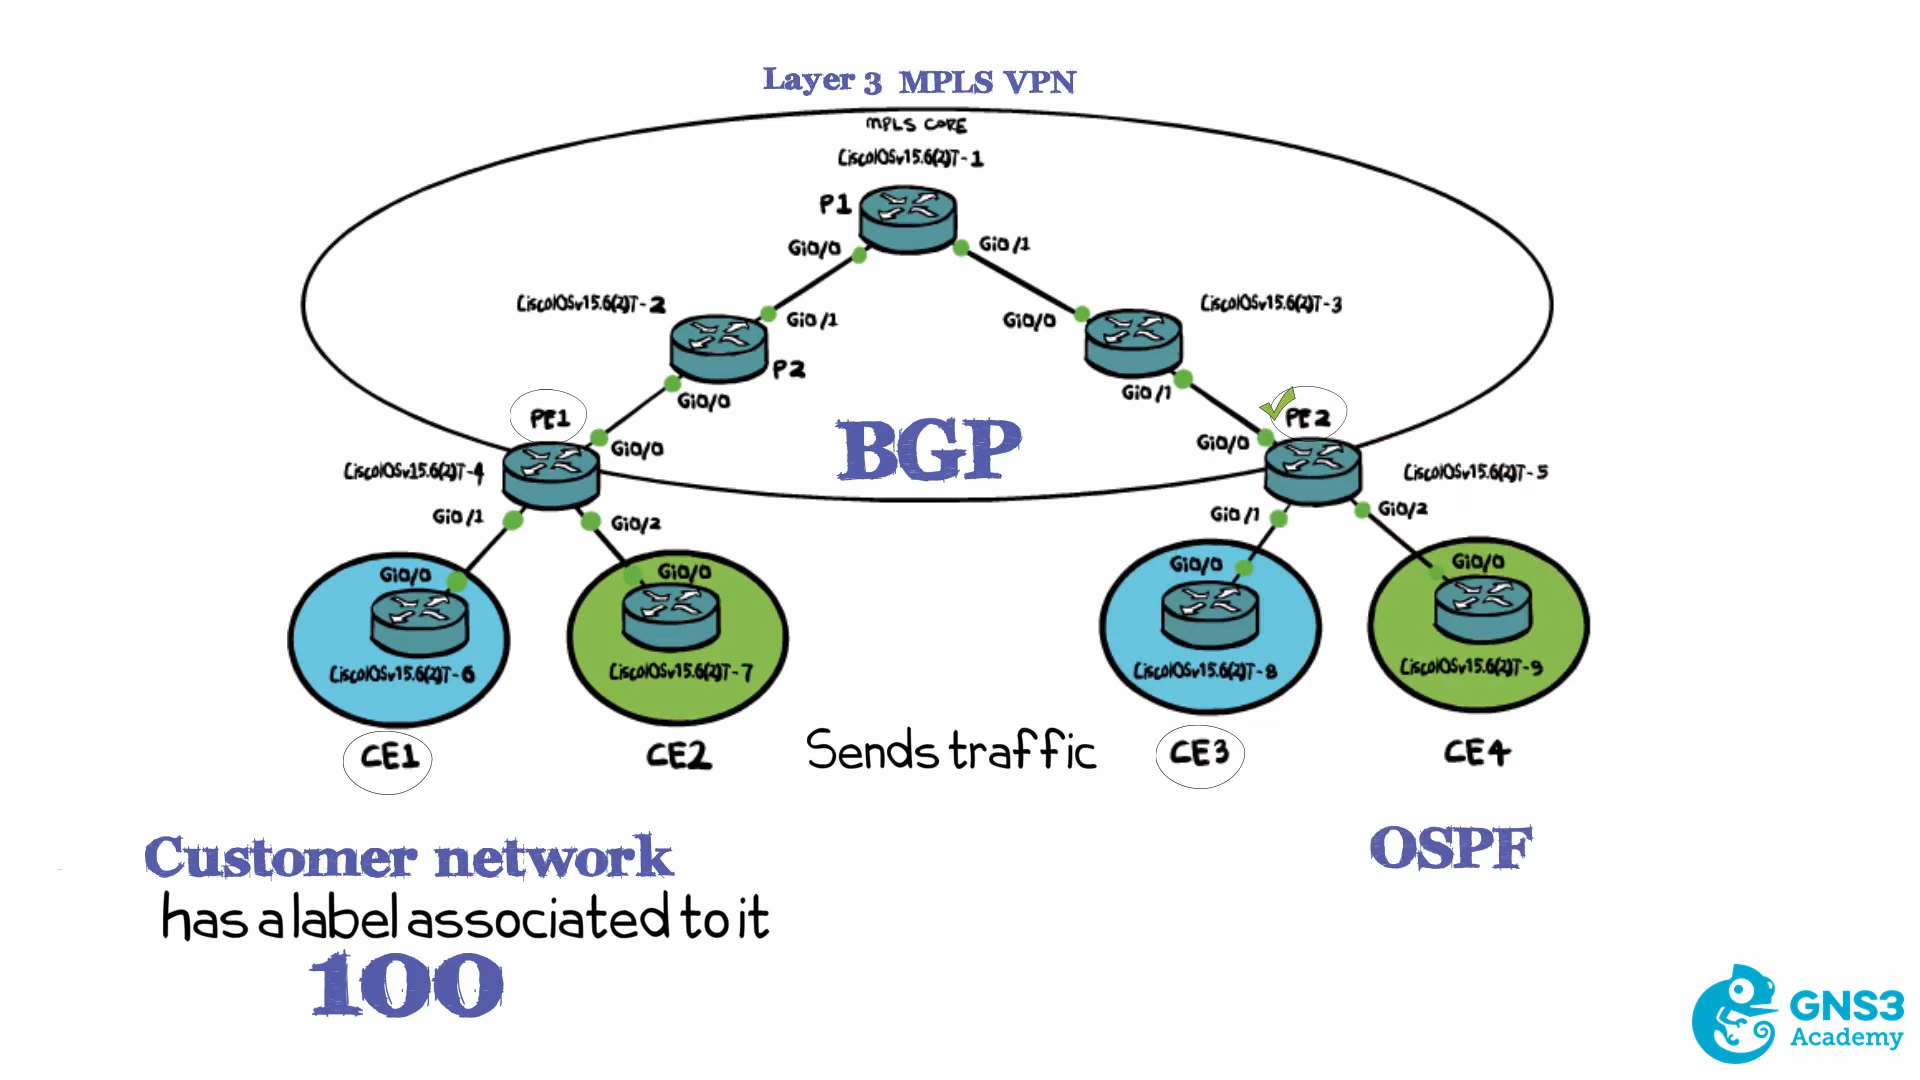 Layer 3 MPLS VPN
MPLS CORE
CiscoIOSv15.6(2)T-1
P1
Gi0/0
Gi0/1
CiscoIOSv15.6(2)T-2
CiscoIOSv15.6(2)T-3
Gi0/1
Gi0/0
P2
Gi0/0
Gi0/1
PE1
PE2
BGP
Gi0/0
Gi0/0
CiscoIOSv15.6(2)T-4
CiscoIOSv15.6(2)T-5
Gi0/1
Gi0/2
Gi0/1
Gi0/2
Gi0/0
Gi0/0
Gi0/0
Gi0/0
CiscoIOSv15.6(2)T-6
CiscoIOSv15.6(2)T-7
CiscoIOSv15.6(2)T-8
CiscoIOSv15.6(2)T-9
CE1
CE2
Sends traffic
CE3
CE4
Customer network
has a label associated to it
100
OSPF
GNS3
Academy